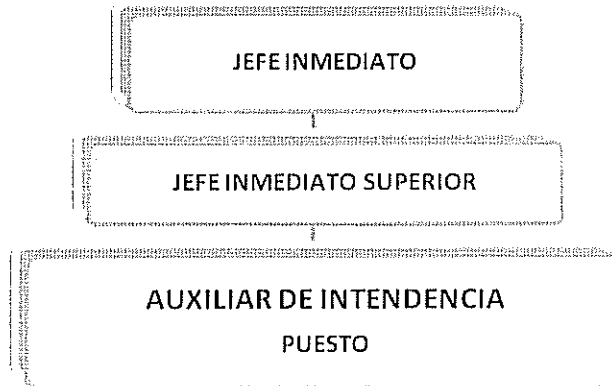 JEFE INMEDIATO
JEFE INMEDIATO SUPERIOR
AUXILIAR DE INTENDENCIA
PUESTO